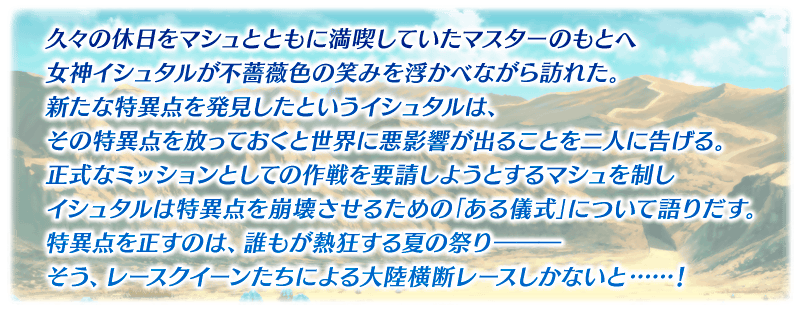 久々の休日をマシュとともに満喫していたマスターのもとへ
女神イシュタルが不薔薇色の笑みを浮かべながら訪れた。
新たな特異点を発見したというイシュタルは、
その特異点を放っておくと世界に悪影響が出ることを二人に告げる。
正式なミッションとしての作戦を要請しようとするマシュを制し
イシュタルは特異点を崩壊させるための「ある儀式」について語りだす。
特異点を正すのは、誰もが熱狂する夏の祭り―――
そう、レースクイーンたちによる大陸横断レースしかないと……！